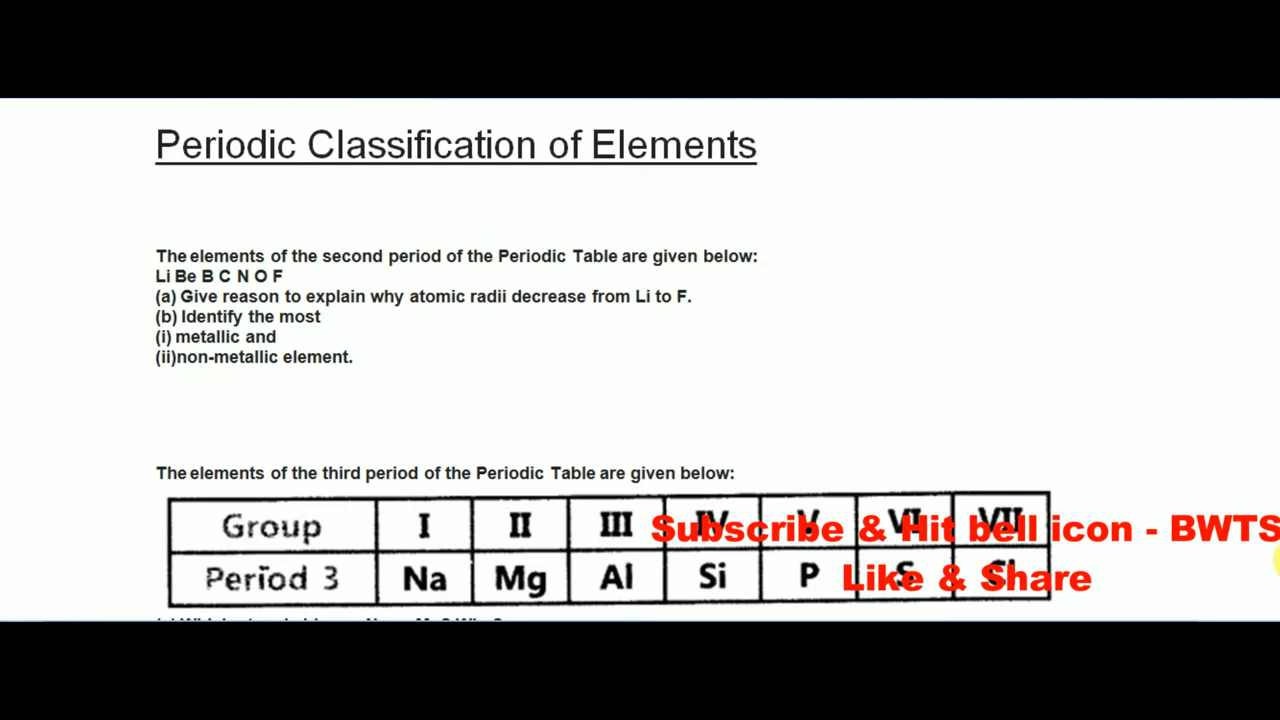 Periodic Classification of Elements
The elements of the second period of the Periodic Table are given below:
Li Be B C N O F
(a) Give reason to explain why atomic radii decrease from Li to F.
(b) Identify the most
(i) metallic and
(ii)non-metallic element.
The elements of the third period of the Periodic Table are given below:
Group I II III IV V VI VII
Subscribe & Hit bell icon - BWTS
Period 3 Na Mg Al Si P S
Like & Share